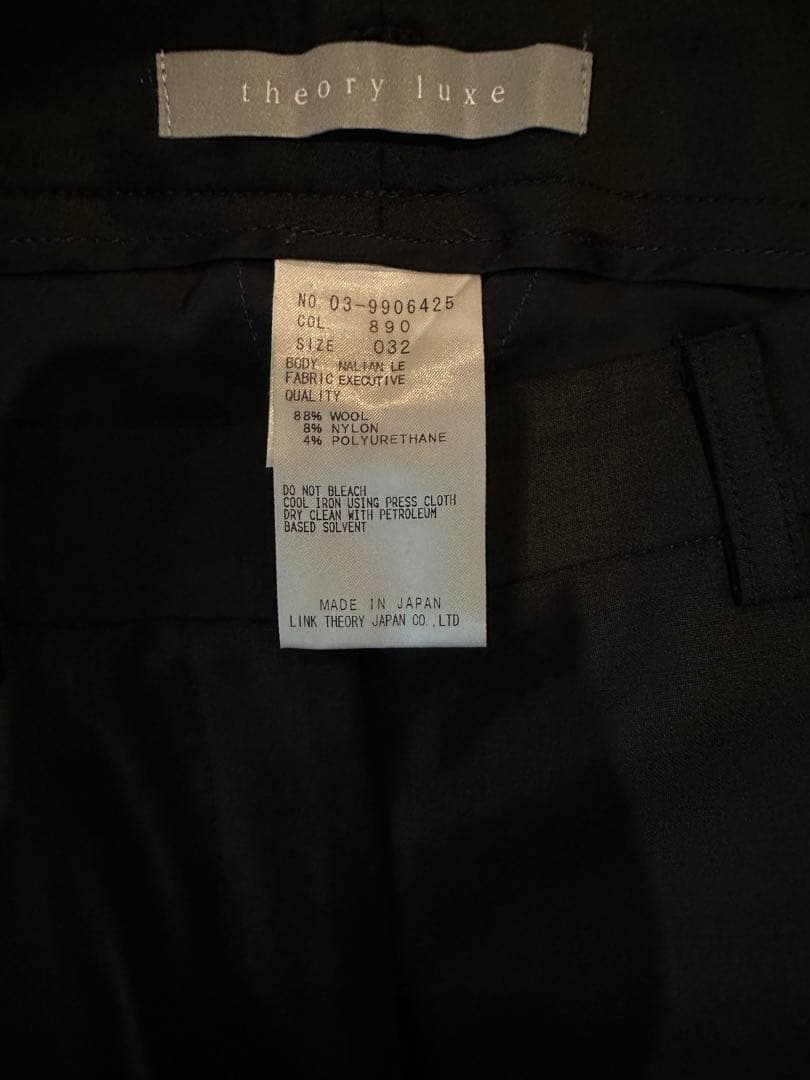 theory luxe
NO 03-9906425
COL. 890
SIZE 032
BODY NALIAN LE
FABRIC EXECUTIVE
QUALITY
88% WOOL
8% NYLON
4% POLYURETHANE
DO NOT BLEACH
COOL IRON USING PRESS CLOTH
DRY CLEAN WITH PETROLEUM
BASED SOLVENT
MADE IN JAPAN
LINK THEORY JAPAN CO.,LTD